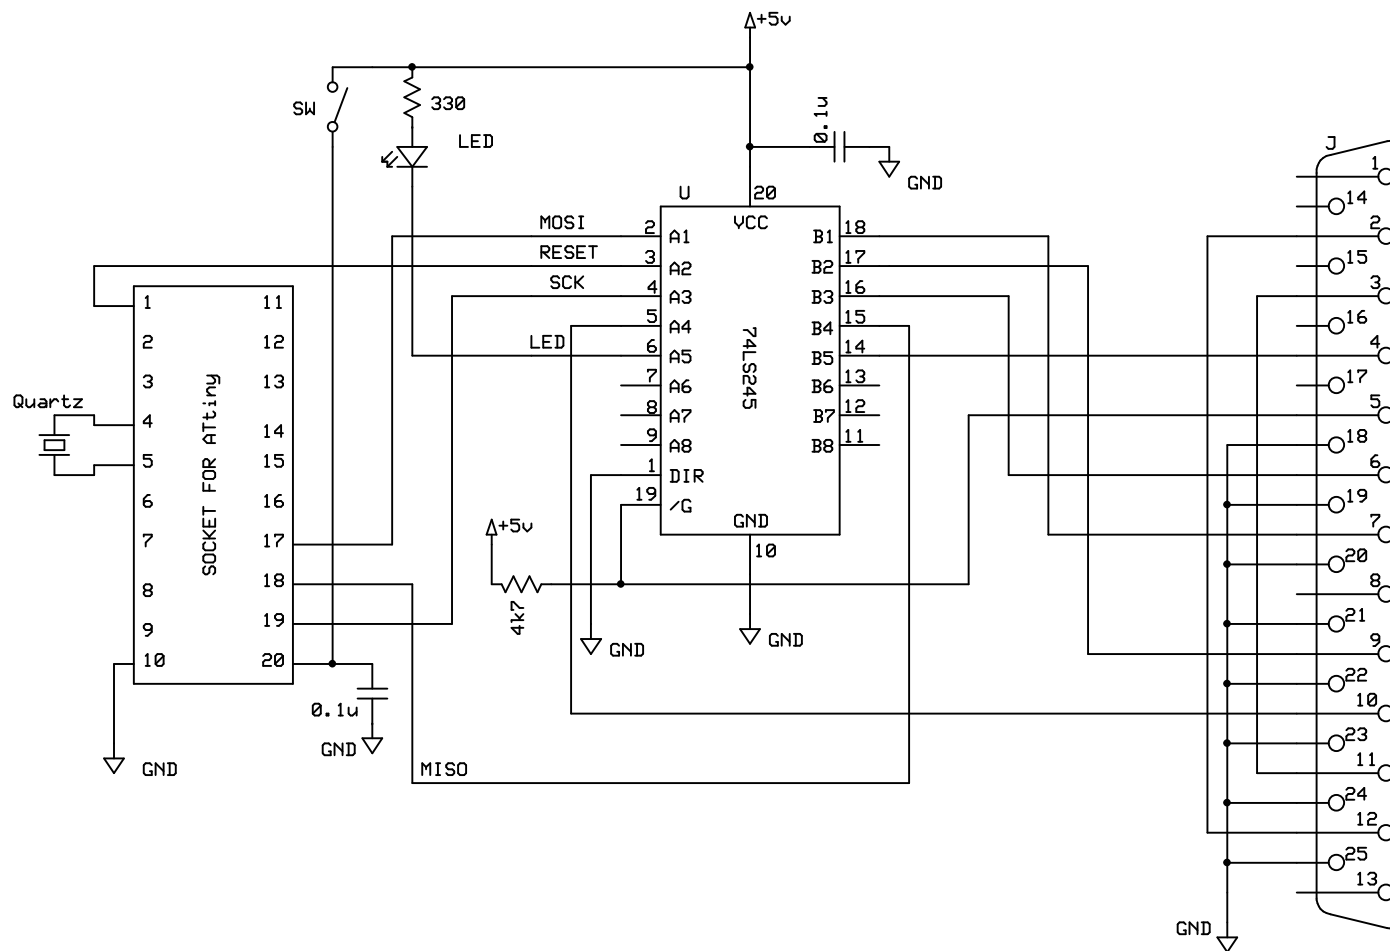 +5v
SW
330
LED
0.1u
GND
J
1
14
2
15
3
16
4
17
5
18
6
19
7
20
8
21
9
22
10
23
11
24
12
25
13
GND
U
20
VCC
MOSI
2
A1
B1
18
RESET
3
A2
B2
17
SCK
4
A3
B3
16
5
A4
B4
15
LED
6
A5
B5
14
7
A6
B6
13
8
A7
B7
12
9
A8
B8
11
1
DIR
19
/G
74LS245
GND
10
GND
GND
+5v
4k7
Quartz
SOCKET FOR ATtiny
1
11
2
12
3
13
4
14
5
15
6
16
7
17
8
18
9
19
10
20
0.1u
GND
GND
MISO